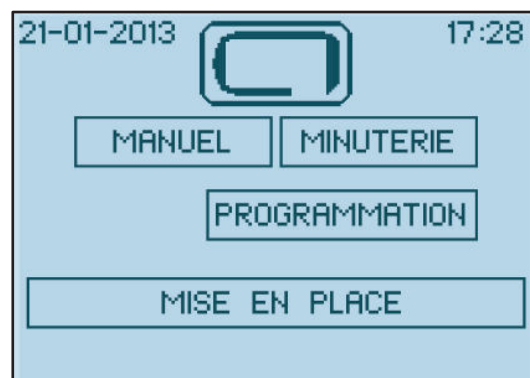 21-01-2013 17:28
MANUEL MINUTERIE
PROGRAMMATION
MISE EN PLACE